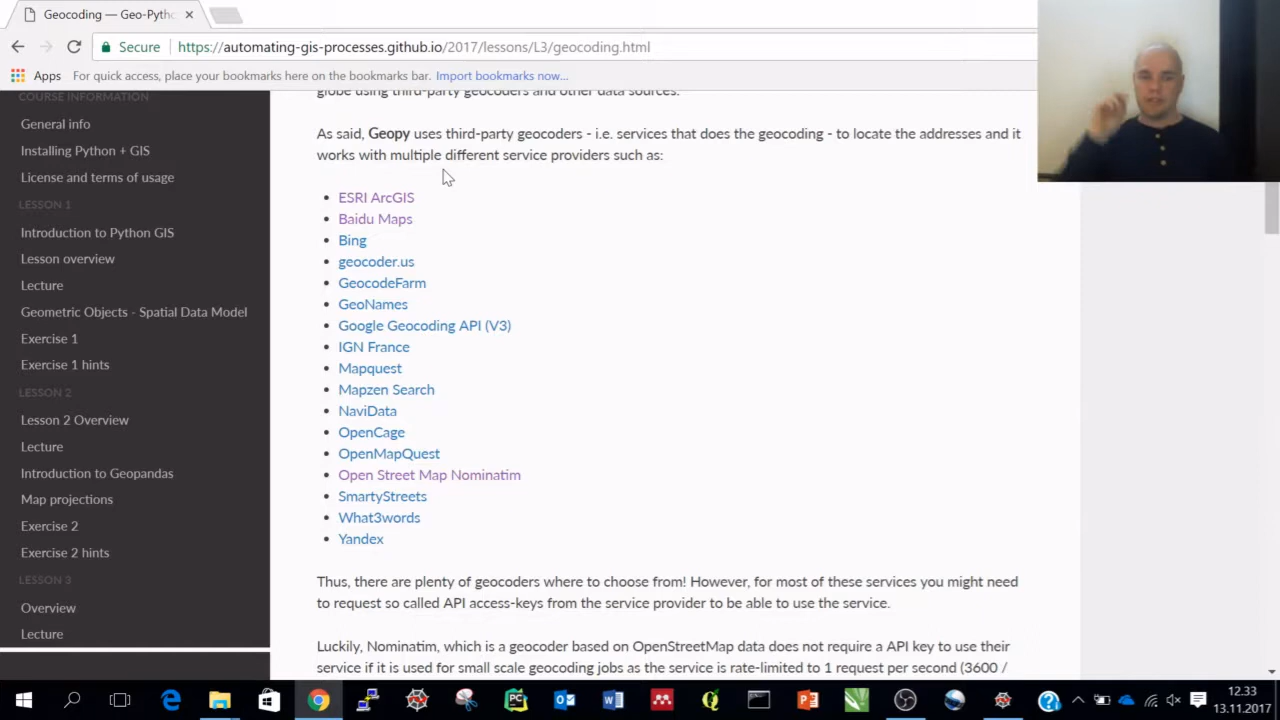 Geocoding — Geo-Pytho
Secure
https://automating-gis-processes.github.io/2017/lessons/L3/geocoding.html
Apps
For quick access, place your bookmarks here on the bookmarks bar. Import bookmarks now...
COURSE INFORMATION
General info
Installing Python + GIS
License and terms of usage
LESSON 1
Introduction to Python GIS
Lesson overview
Lecture
Geometric Objects - Spatial Data Model
Exercise 1
Exercise 1 hints
LESSON 2
Lesson 2 Overview
Lecture
Introduction to Geopandas
Map projections
Exercise 2
Exercise 2 hints
LESSON 3
Overview
Lecture
globe using third-party geocoders and other data sources.
As said, Geopy uses third-party geocoders - i.e. services that does the geocoding - to locate the addresses and it
works with multiple different service providers such as:
ESRI ArcGIS
Baidu Maps
Bing
geocoder.us
GeocodeFarm
GeoNames
Google Geocoding API (V3)
IGN France
Mapquest
Mapzen Search
NaviData
OpenCage
OpenMapQuest
Open Street Map Nominatim
SmartyStreets
What3words
Yandex
Thus, there are plenty of geocoders where to choose from! However, for most of these services you might need
to request so called API access-keys from the service provider to be able to use the service.
Luckily, Nominatim, which is a geocoder based on OpenStreetMap data does not require a API key to use their
service if it is used for small scale geocoding jobs as the service is rate-limited to 1 request per second (3600 /
12.33
13.11.2017